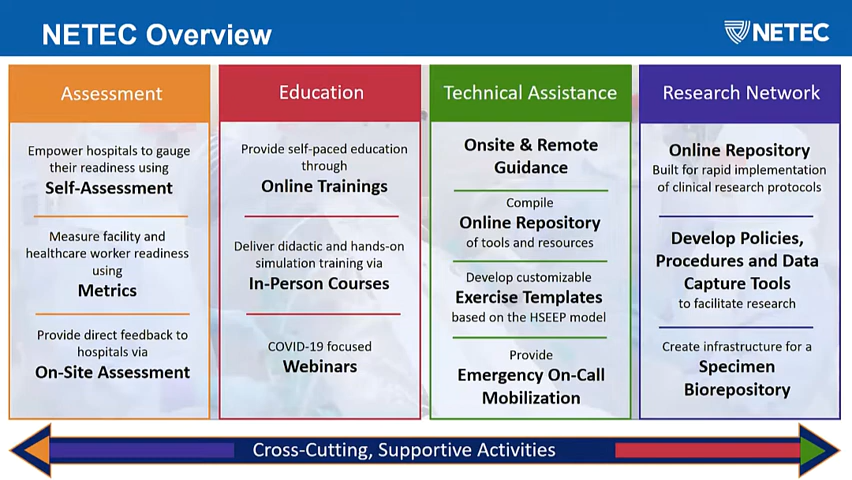 NETEC Overview
NETEC
Assessment
Empower hospitals to gauge
their readiness using
Self-Assessment
Measure facility and
healthcare worker readiness
using
Metrics
Provide direct feedback to
hospitals via
On-Site Assessment
Education
Provide self-paced education
through
Online Trainings
Deliver didactic and hands-on
simulation training via
In-Person Courses
COVID-19 focused
Webinars
Technical Assistance
Onsite & Remote
Guidance
Compile
Online Repository
of tools and resources
Develop customizable
Exercise Templates
based on the HSEEP model
Provide
Emergency On-Call
Mobilization
Research Network
Online Repository
Built for rapid implementation
of clinical research protocols
Develop Policies,
Procedures and Data
Capture Tools
to facilitate research
Create infrastructure for a
Specimen
Biorepository
Cross-Cutting, Supportive Activities